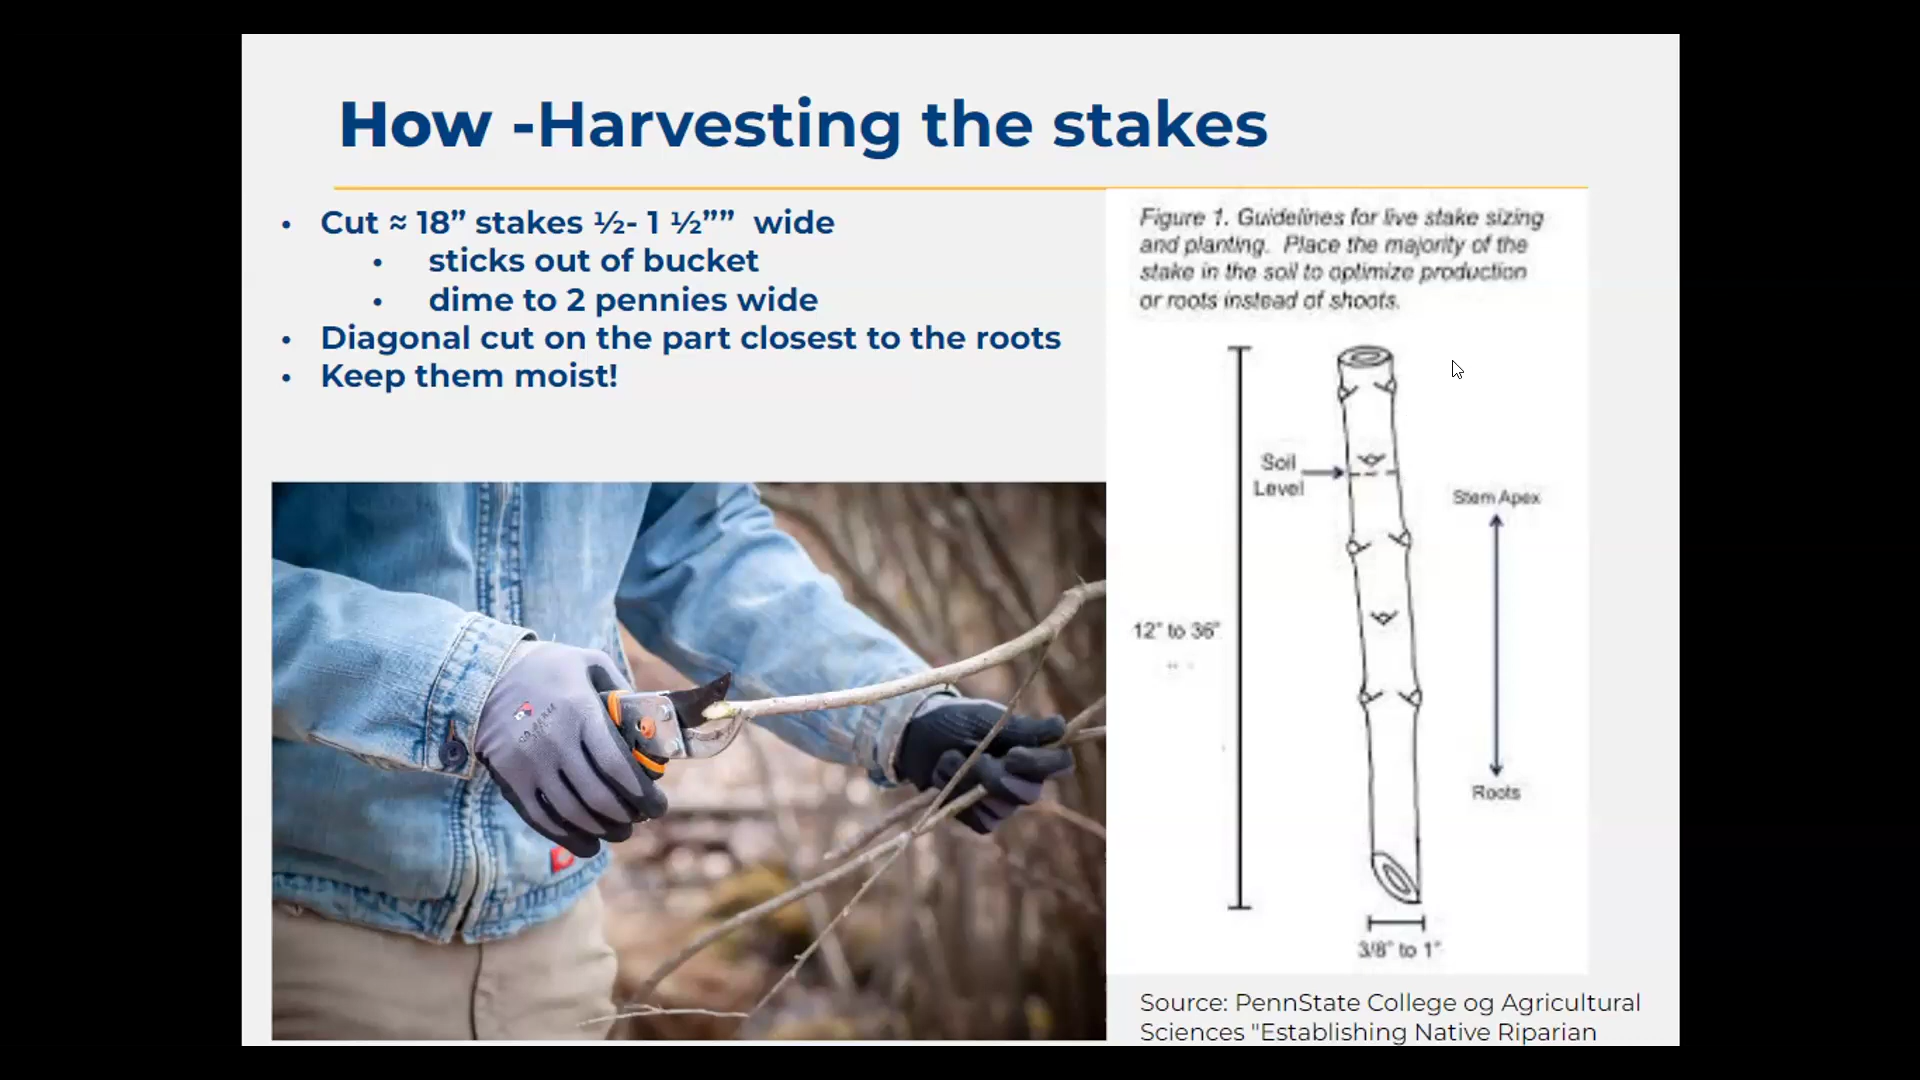 How -Harvesting the stakes
• Cut ≈ 18” stakes ½- 1 ½”” wide
• sticks out of bucket
• dime to 2 pennies wide
• Diagonal cut on the part closest to the roots
• Keep them moist!
Figure 1. Guidelines for live stake sizing
and planting. Place the majority of the
stake in the soil to optimize production
or roots instead of shoots.
Soil
Level
Stem Apex
12" to 36"
Roots
3/8" to 1"
Source: PennState College og Agricultural
Sciences "Establishing Native Riparian